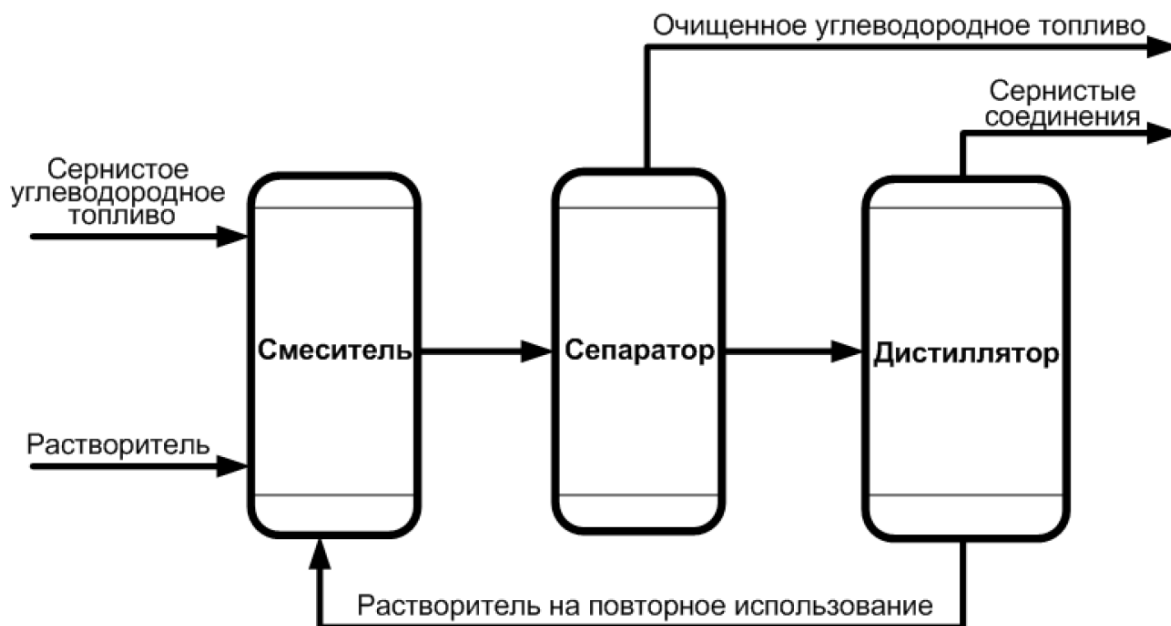 Очищенное углеводородное топливо
Сернистые
соединения
Сернистое
углеводородное
топливо
Смеситель
Сепаратор
Дистиллятор
Растворитель
Растворитель на повторное использование